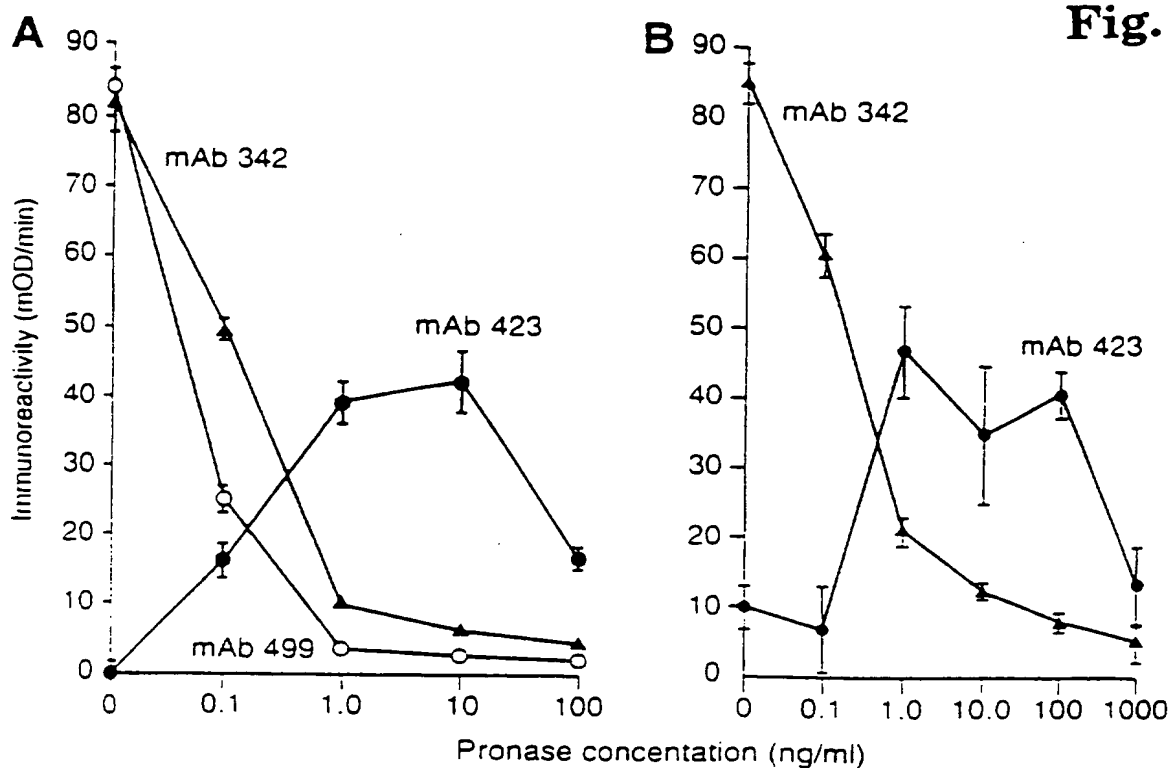 A
B
Fig.
Immunoreactivity (mOD/min)
90
80
70
60
50
40
30
20
10
0
mAb 342
mAb 423
mAb 499
0 0.1 1.0 10 100
90
80
70
60
50
40
30
20
10
0
mAb 342
mAb 423
0 0.1 1.0 10.0 100 1000
Pronase concentation (ng/ml)